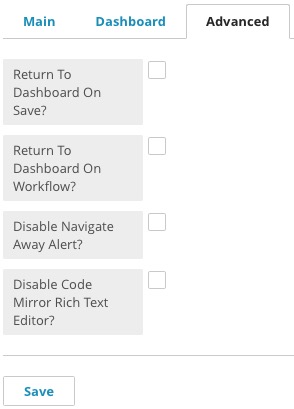 Main Dashboard Advanced
Return To
Dashboard On
Save?
Return To
Dashboard On
Workflow?
Disable Navigate
Away Alert?
Disable Code
Mirror Rich Text
Editor?
Save